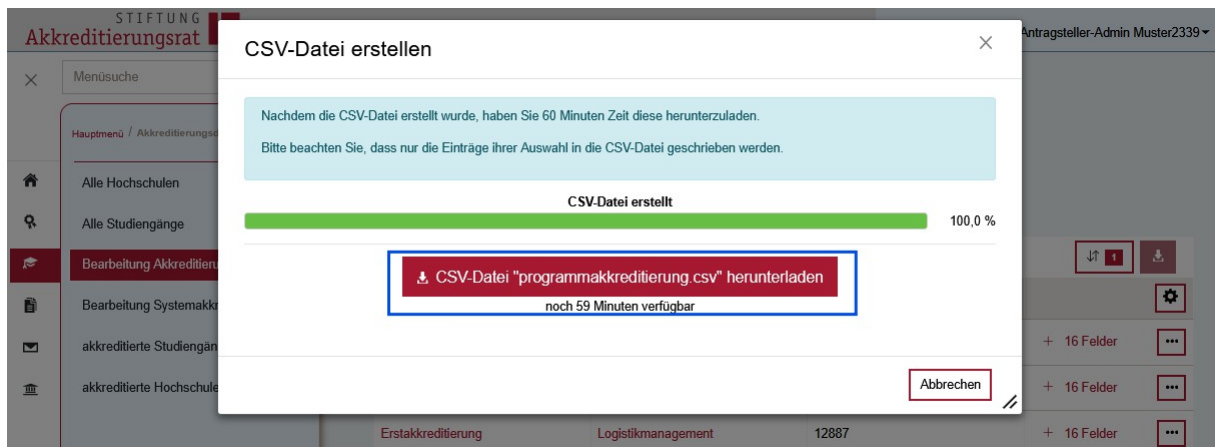 STIFTUNG
Akkreditierungsrat
Antragsteller-Admin Muster2339
Menüsuche
Hauptmenü / Akkreditierungsd
Alle Hochschulen
Alle Studiengänge
Bearbeitung Akkreditieru
Bearbeitung Systemakkr
akkreditierte Studiengän
akkreditierte Hochschule
CSV-Datei erstellen
Nachdem die CSV-Datei erstellt wurde, haben Sie 60 Minuten Zeit diese herunterzuladen.
Bitte beachten Sie, dass nur die Einträge ihrer Auswahl in die CSV-Datei geschrieben werden.
CSV-Datei erstellt
100,0 %
CSV-Datei "programmakkreditierung.csv" herunterladen
noch 59 Minuten verfügbar
Abbrechen
1
+ 16 Felder
+ 16 Felder
Erstakkreditierung Logistikmanagement 12887 + 16 Felder